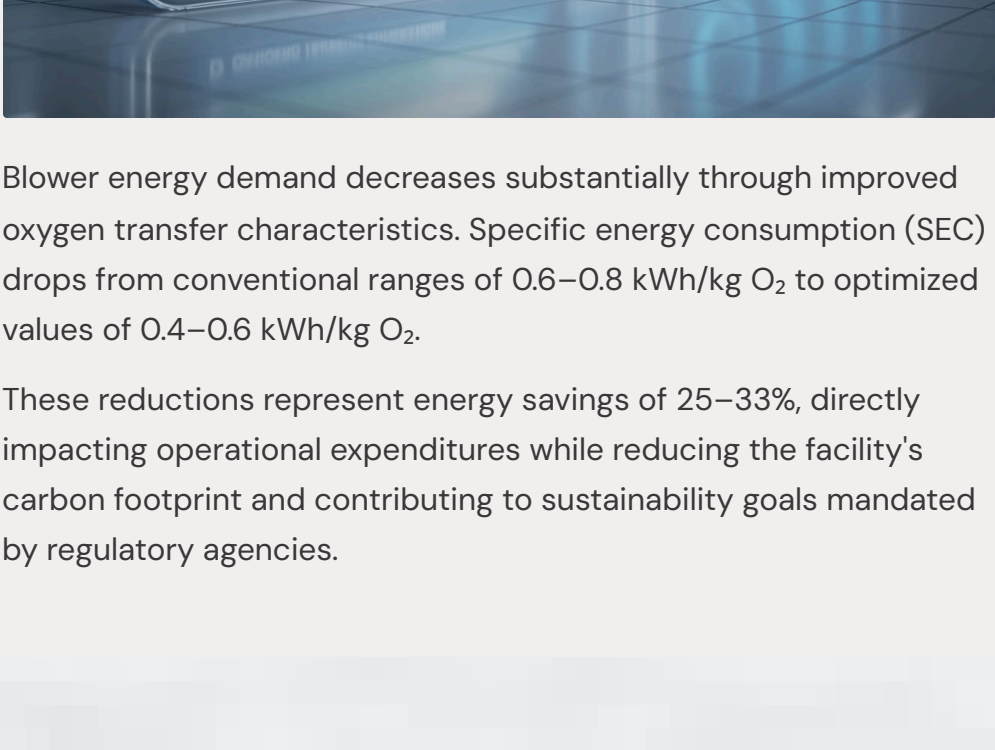 Blower energy demand decreases substantially through improved
oxygen transfer characteristics. Specific energy consumption (SEC)
drops from conventional ranges of 0.6–0.8 kWh/kg O₂ to optimized
values of 0.4–0.6 kWh/kg O₂.
These reductions represent energy savings of 25–33%, directly
impacting operational expenditures while reducing the facility's
carbon footprint and contributing to sustainability goals mandated
by regulatory agencies.